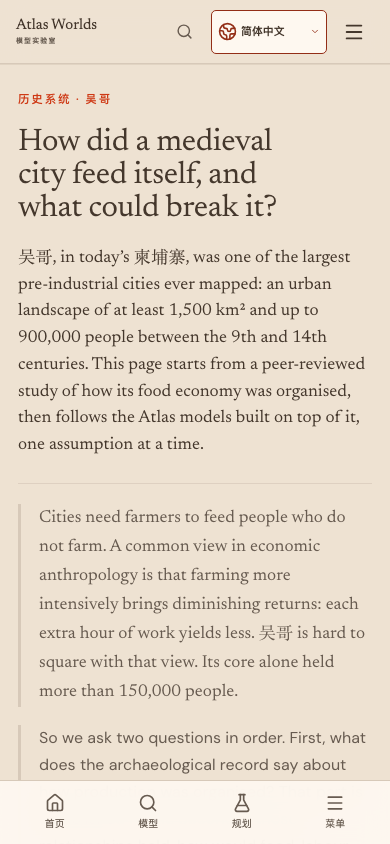 Atlas Worlds
模型实验室
简体中文
历史系统 · 吴哥
How did a medieval
city feed itself, and
what could break it?
吴哥, in today’s 柬埔寨, was one of the largest
pre-industrial cities ever mapped: an urban
landscape of at least 1,500 km² and up to
900,000 people between the 9th and 14th
centuries. This page starts from a peer-reviewed
study of how its food economy was organised,
then follows the Atlas models built on top of it,
one assumption at a time.
Cities need farmers to feed people who do
not farm. A common view in economic
anthropology is that farming more
intensively brings diminishing returns: each
extra hour of work yields less. 吴哥 is hard to
square with that view. Its core alone held
more than 150,000 people.
So we ask two questions in order. First, what
does the archaeological record say about
首页
模型
规划
菜单